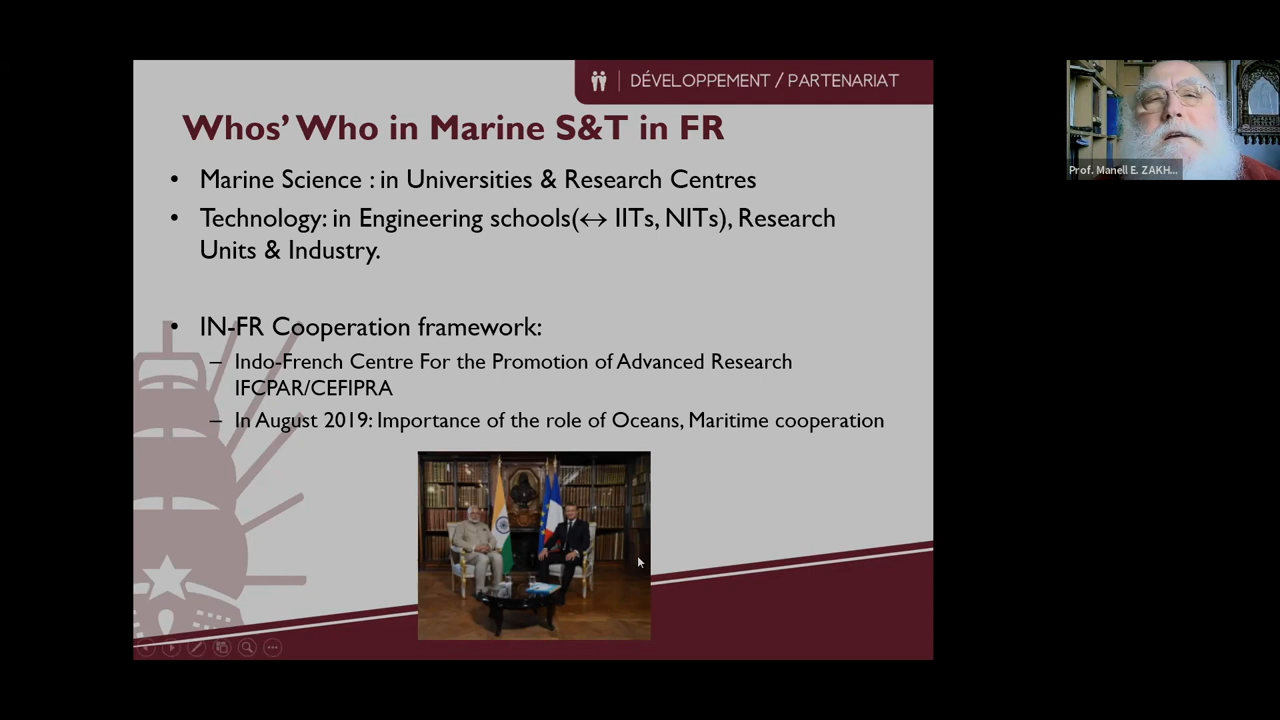 DÉVELOPPEMENT / PARTENARIAT
Whos’ Who in Marine S&T in FR
• Marine Science : in Universities & Research Centres
• Technology: in Engineering schools(↔ IITs, NITs), Research
Units & Industry.
• IN-FR Cooperation framework:
– Indo-French Centre For the Promotion of Advanced Research
IFCPAR/CEFIPRA
– In August 2019: Importance of the role of Oceans, Maritime cooperation
Prof. Manell E. ZAKH...